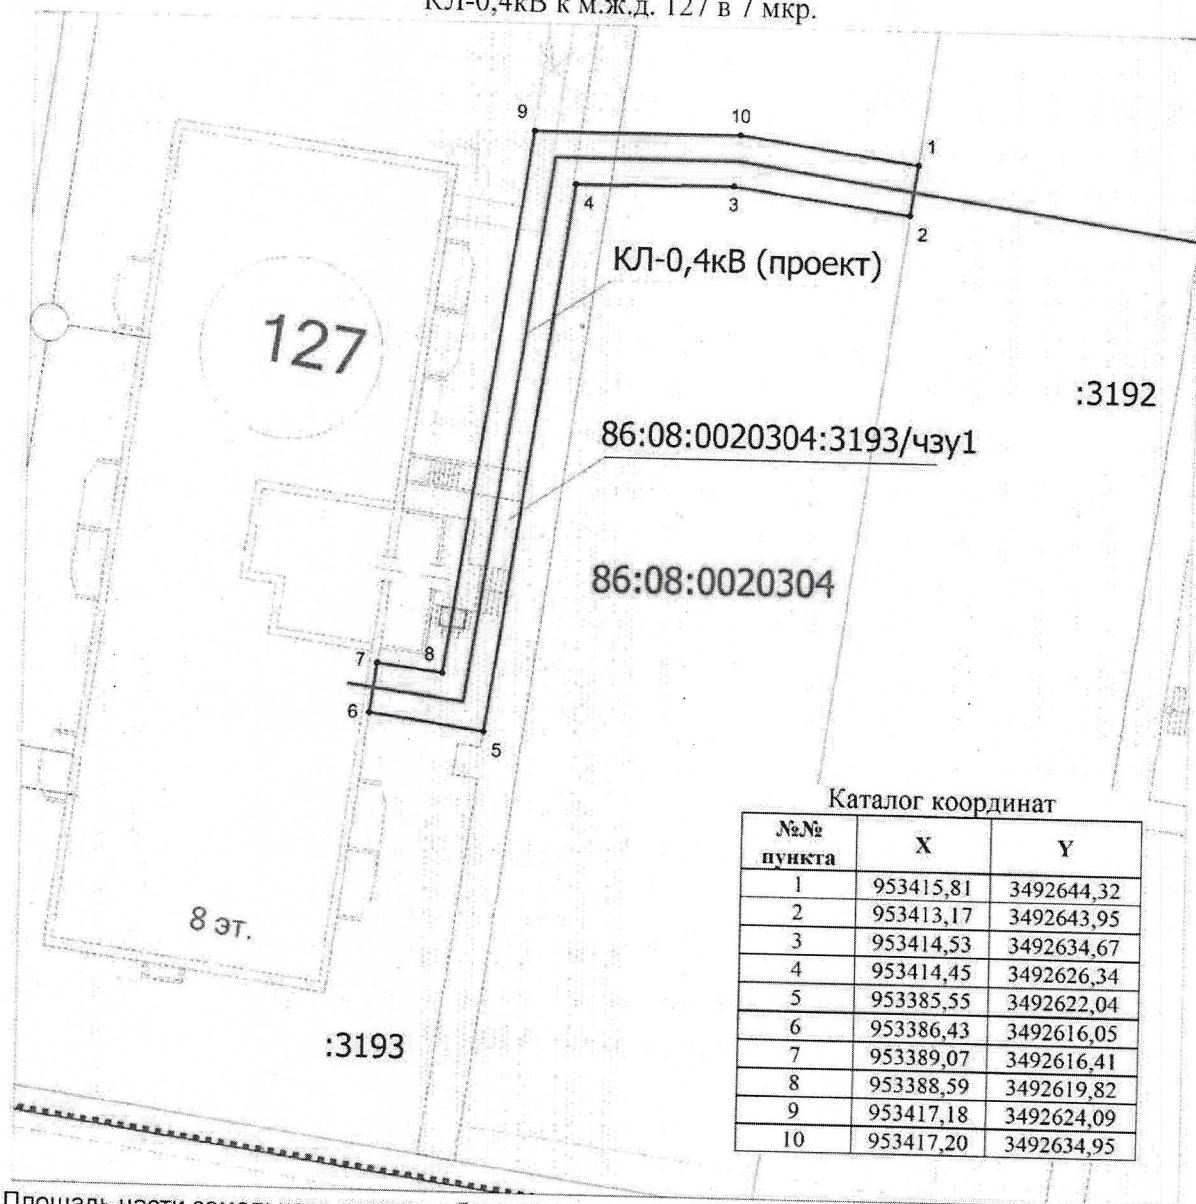 КЛ-0,4кВ к м.ж.д. 127 в 7 мкр.
9
10
1
4
3
2
КЛ-0,4кВ (проект)
127
:3192
86:08:0020304:3193/чзу1
86:08:0020304
7
8
6
5
8 эт.
:3193
Каталог координат
№№ пункта X Y
1 953415,81 3492644,32
2 953413,17 3492643,95
3 953414,53 3492634,67
4 953414,45 3492626,34
5 953385,55 3492622,04
6 953386,43 3492616,05
7 953389,07 3492616,41
8 953388,59 3492619,82
9 953417,18 3492624,09
10 953417,20 3492634,95
Площадь части